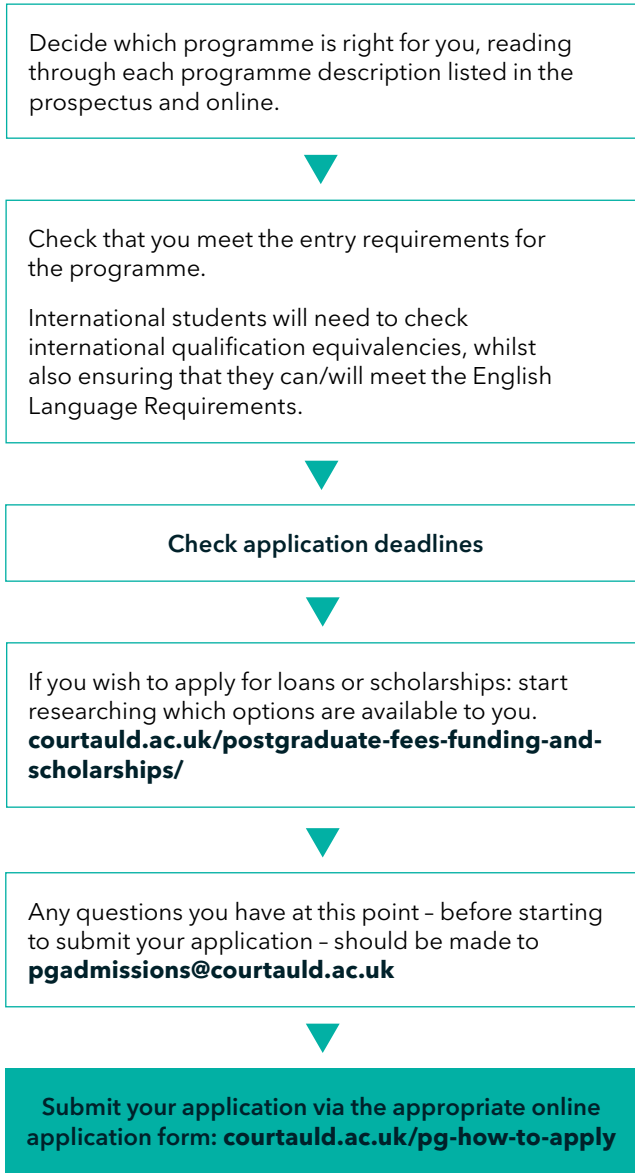 Decide which programme is right for you, reading
through each programme description listed in the
prospectus and online.
Check that you meet the entry requirements for
the programme.
International students will need to check
international qualification equivalencies, whilst
also ensuring that they can/will meet the English
Language Requirements.
Check application deadlines
If you wish to apply for loans or scholarships: start
researching which options are available to you.
courtauld.ac.uk/postgraduate-fees-funding-and-
scholarships/
Any questions you have at this point – before starting
to submit your application – should be made to
pgadmissions@courtauld.ac.uk
Submit your application via the appropriate online
application form: courtauld.ac.uk/pg-how-to-apply